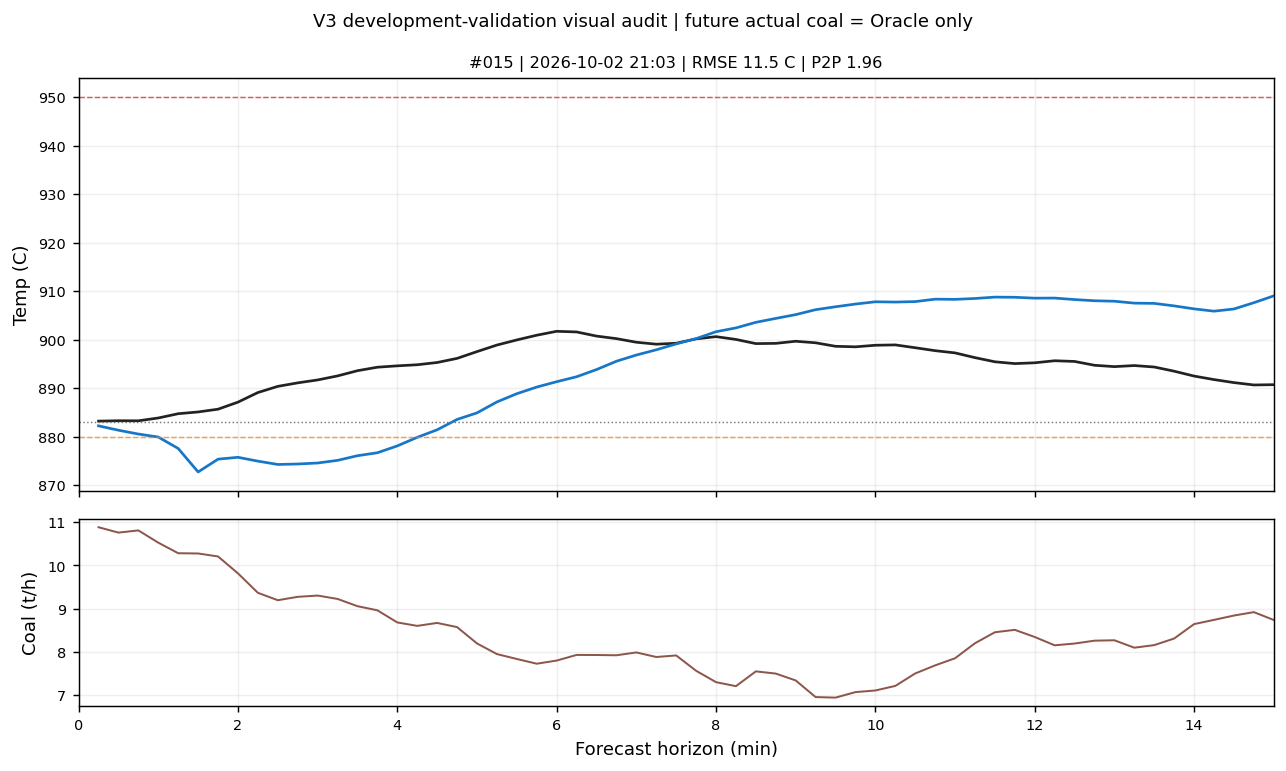 V3 development-validation visual audit | future actual coal = Oracle only
#015 | 2026-10-02 21:03 | RMSE 11.5 C | P2P 1.96
950
940
930
920
910
900
890
880
870
Temp (C)
11
10
9
8
7
Coal (t/h)
0 2 4 6 8 10 12 14
Forecast horizon (min)